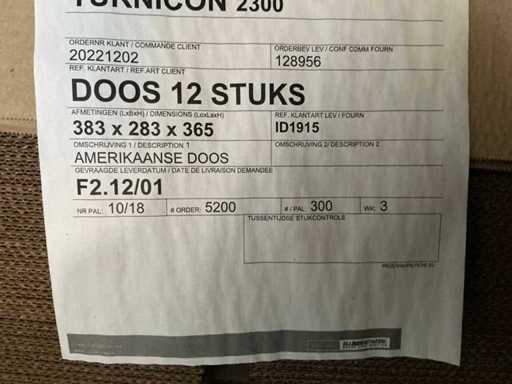 TURNICON 2300
ORDERNR KLANT / COMMANDE CLIENT
20221202
ORDERBEV LEV / CONF COMM FOURN
128956
REF. KLANTART / REF.ART CLIENT
DOOS 12 STUKS
AFMETINGEN (LxBxH) / DIMENSIONS (LoxLaxH)
383 x 283 x 365
REF. KLANTART LEV / FOURN
ID1915
OMSCHRIJVING 1 / DESCRIPTION 1
AMERIKAANSE DOOS
OMSCHRIJVING 2/ DESCRIPTION 2
GEVRAAGDE LEVERDATUM / DATE DE LIVRAISON DEMANDEE
F2.12/01
NR PAL: 10/18 # ORDER: 5200 # / PAL: 300 WK: 3
TUSSENTIJDSE STUKCONTROLE